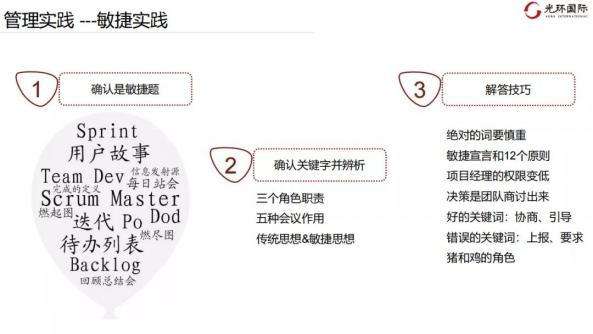 管理实践 ---敏捷实践
光环国际
1
确认是敏捷题
Sprint
用户故事
Team Dev
信息发射源
每日站会
完成的定义
Scrum Master
燃起图
迭代 Po Dod
燃尽图
待办列表
Backlog
回顾总结会
2
确认关键字并辨析
三个角色职责
五种会议作用
传统思想&敏捷思想
3
解答技巧
绝对的词要慎重
敏捷宣言和12个原则
项目经理的权限变低
决策是团队商讨出来
好的关键词：协商、引导
错误的关键词：上报、要求
猪和鸡的角色